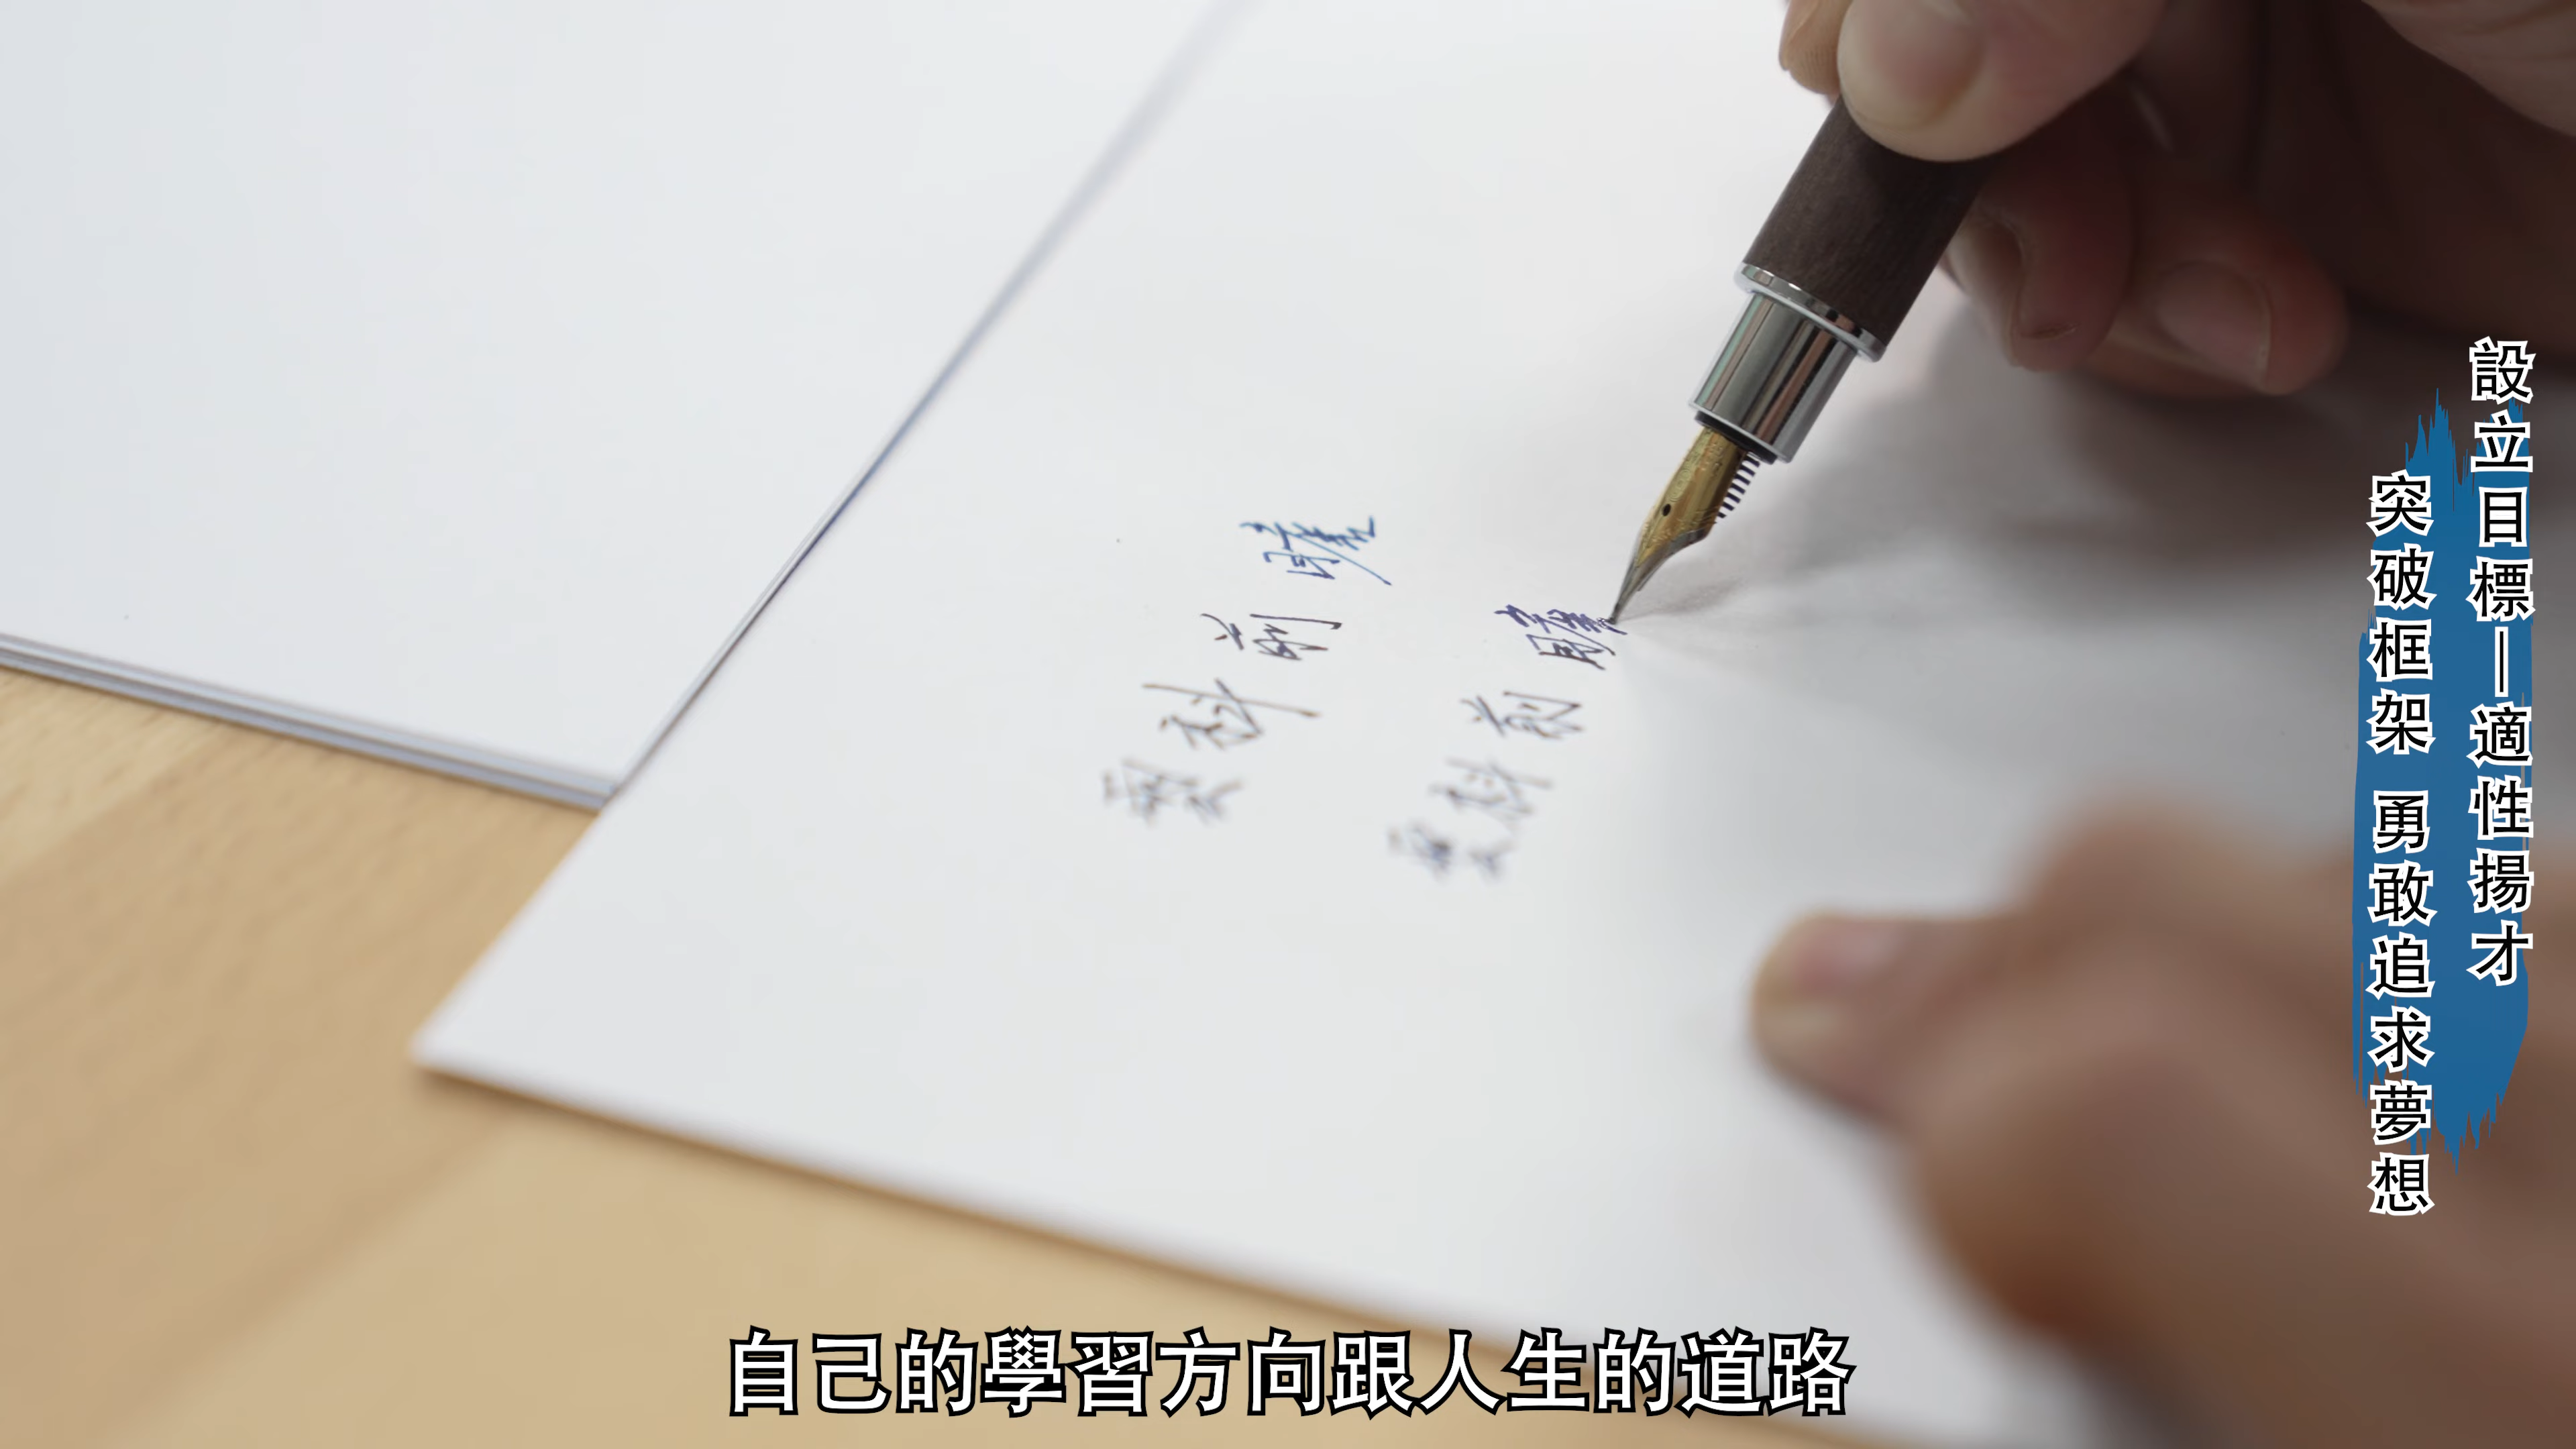 設立目標—適性揚才
突破框架 勇敢追求夢想
自己的學習方向跟人生的道路